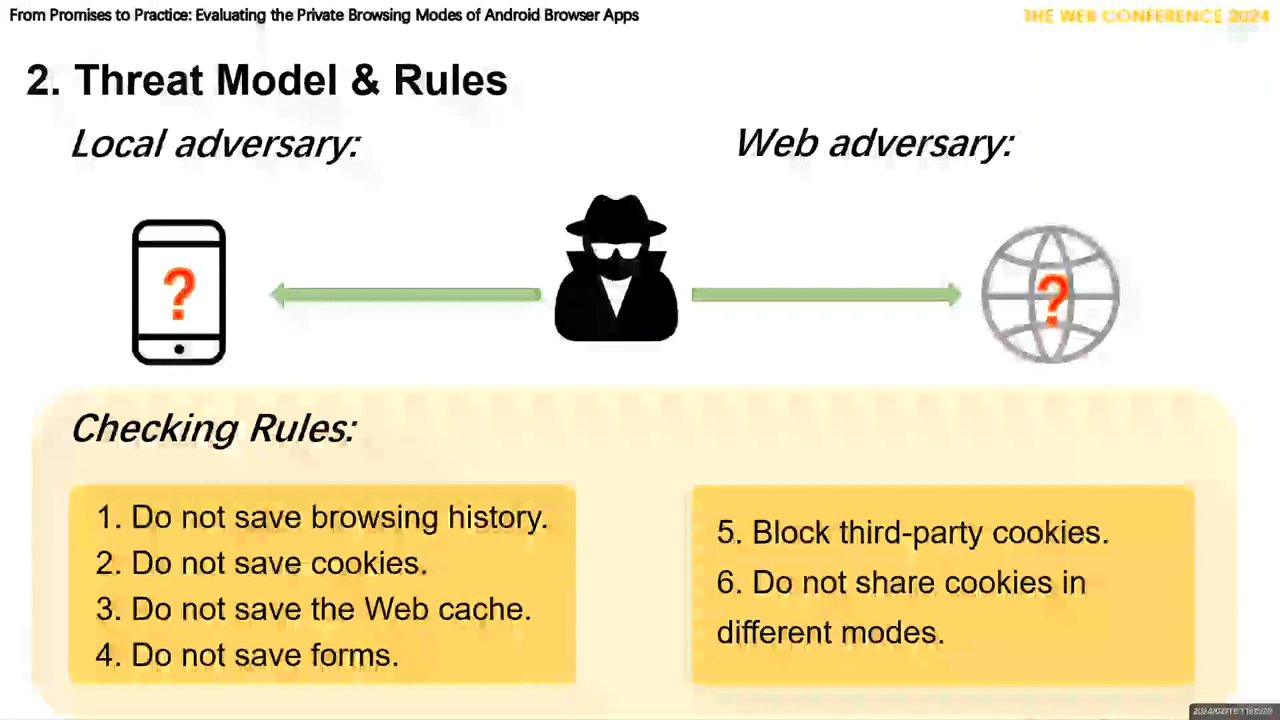 From Promises to Practice: Evaluating the Private Browsing Modes of Android Browser Apps
THE WEB CONFERENCE 2024
2. Threat Model & Rules
Local adversary:
Web adversary:
?
?
Checking Rules:
1. Do not save browsing history.
2. Do not save cookies.
3. Do not save the Web cache.
4. Do not save forms.
5. Block third-party cookies.
6. Do not share cookies in
different modes.